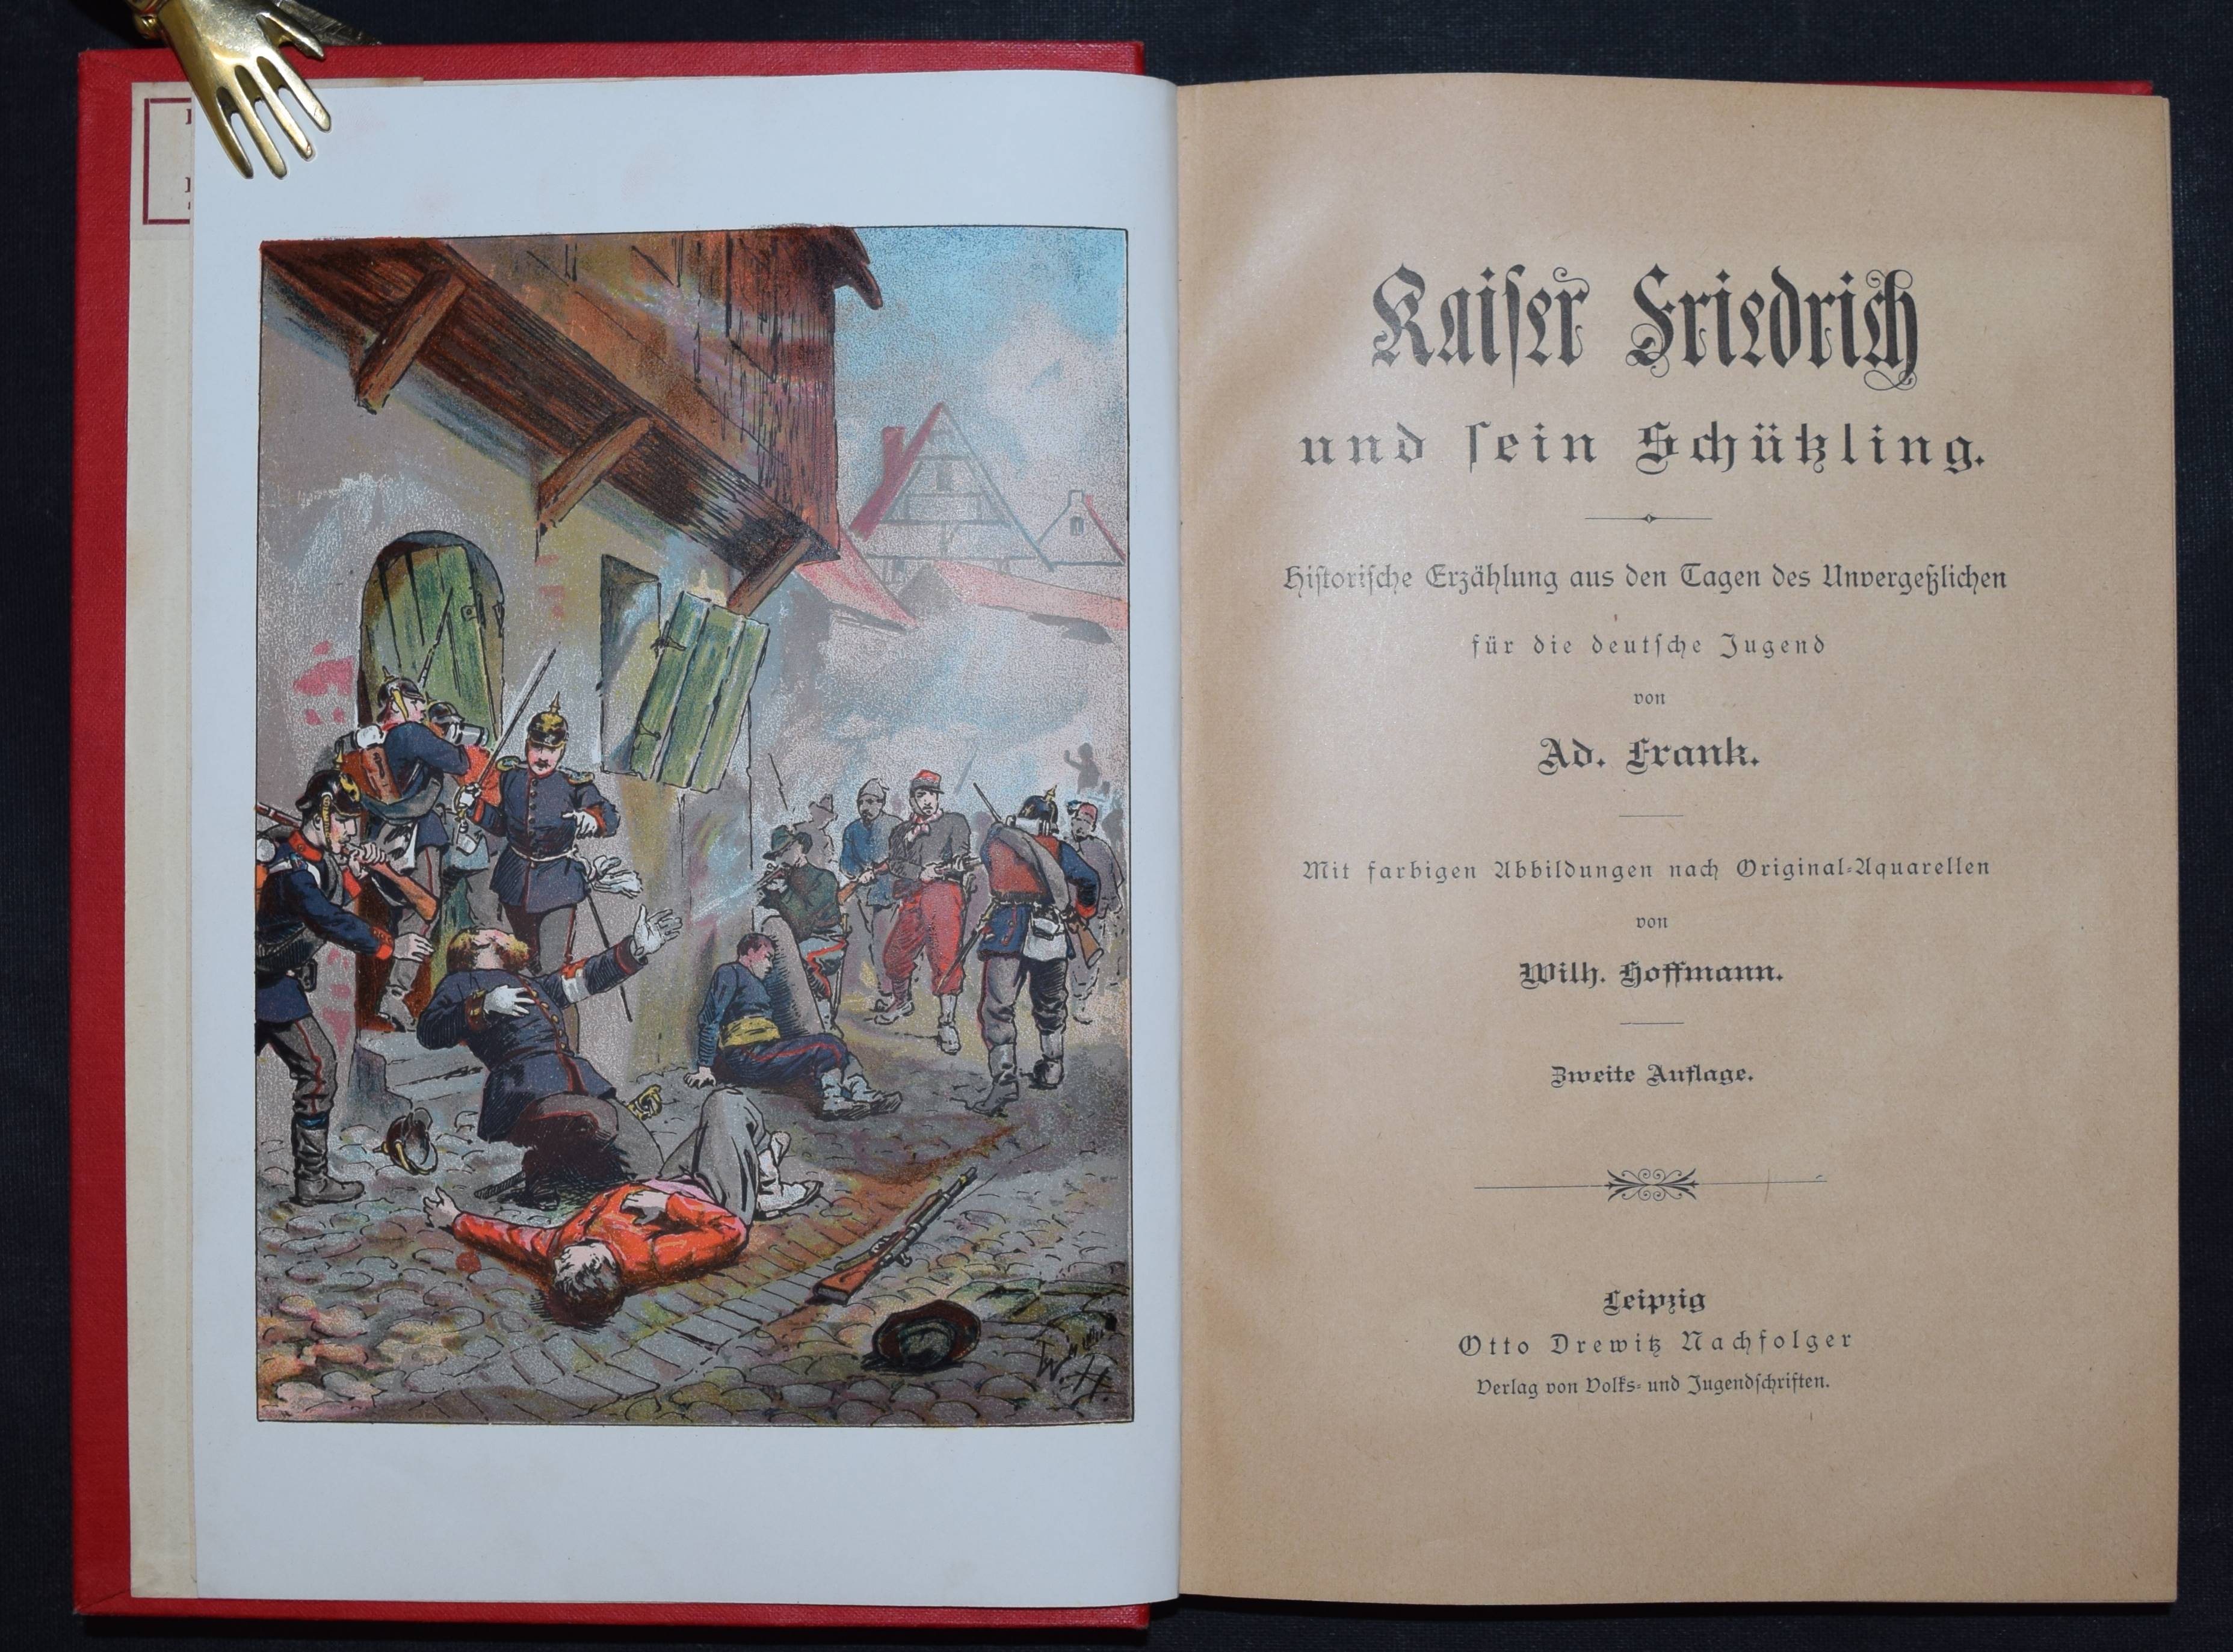 W. H.
Kaiser Friedrich
und sein Schützling.
Historische Erzählung aus den Tagen des Unvergeßlichen
für die deutsche Jugend
von
Ad. Frank.
Mit farbigen Abbildungen nach Original-Aquarellen
von
Wilh. Hoffmann.
Zweite Auflage.
Leipzig
Otto Drewitz Nachfolger
Verlag von Volks- und Jugendschriften.